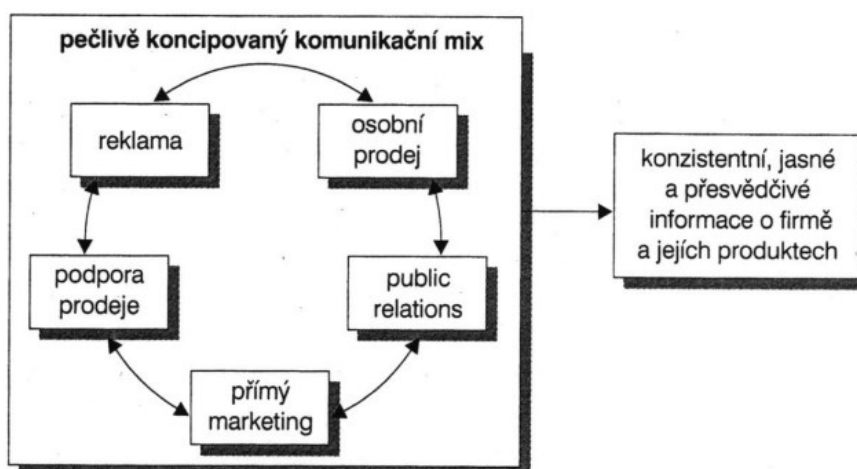 pečlivě koncipovaný komunikační mix
reklama
osobní
prodej
podpora
prodeje
public
relations
přímý
marketing
konzistentní, jasné
a přesvědčivé
informace o firmě
a jejích produktech